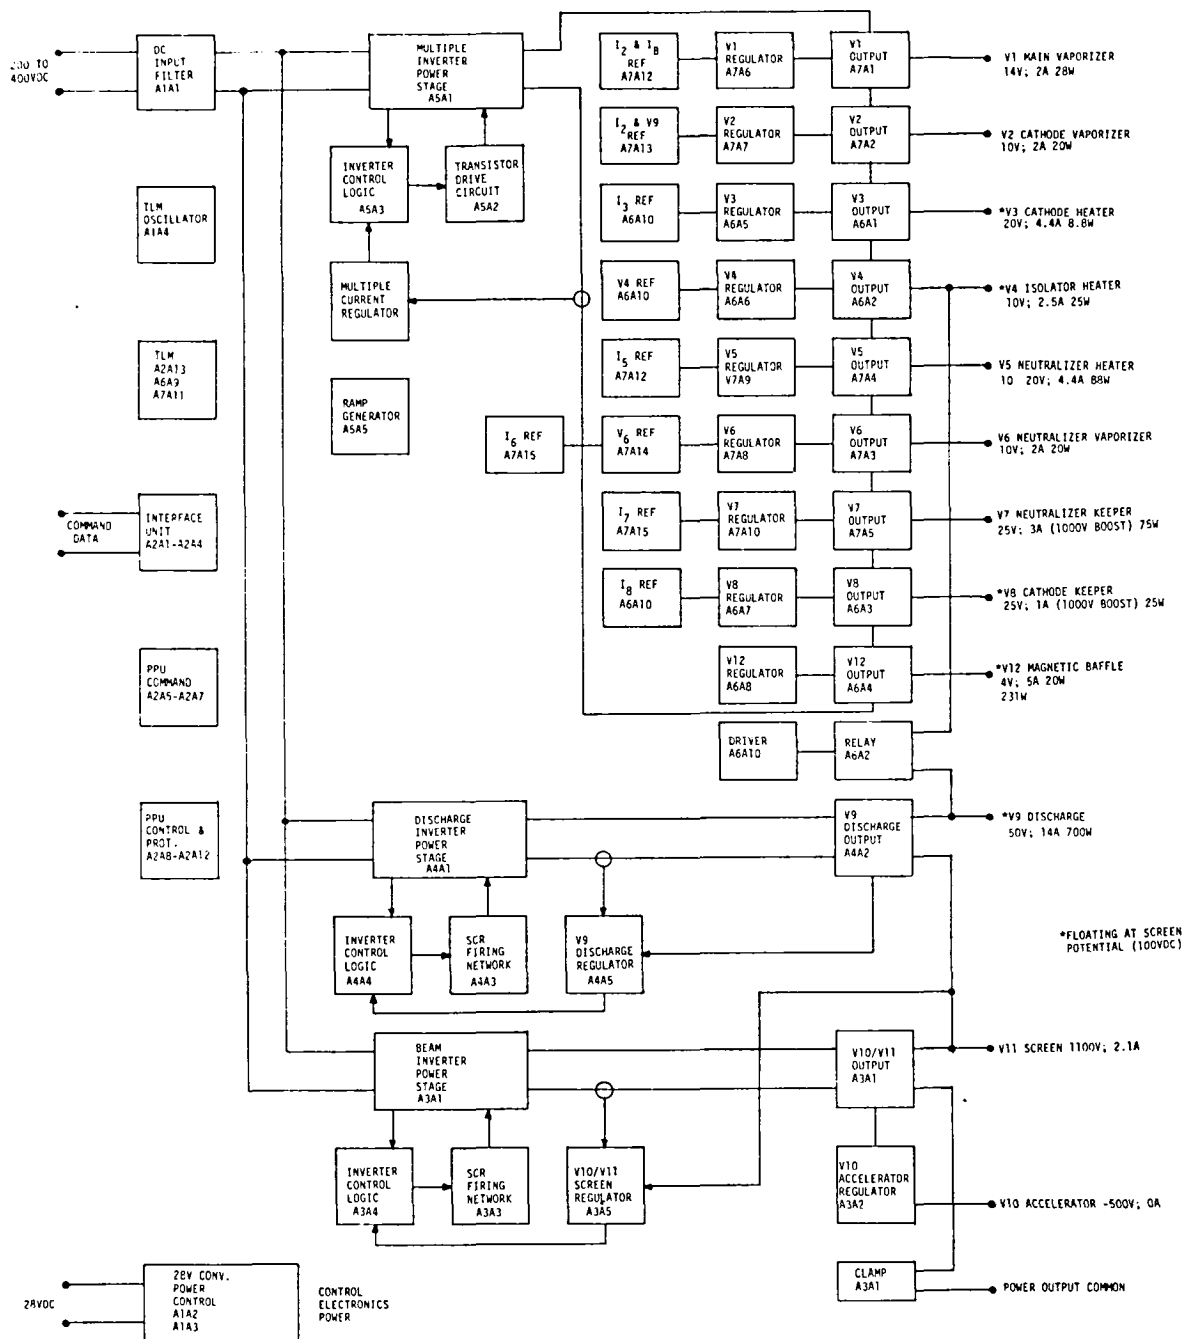 200 TO
400VDC
DC
INPUT
FILTER
A1A1
MULTIPLE
INVERTER
POWER
STAGE
A5A1
I2 & IB
REF
A7A12
V1
REGULATOR
A7A6
V1
OUTPUT
A7A1
V1 MAIN VAPORIZER
14V; 2A 28W
I2 & V9
REF
A7A13
V2
REGULATOR
A7A7
V2
OUTPUT
A7A2
V2 CATHODE VAPORIZER
10V; 2A 20W
INVERTER
CONTROL
LOGIC
A5A3
TRANSISTOR
DRIVE
CIRCUIT
A5A2
TLM
OSCILLATOR
A1A4
I3 REF
A6A10
V3
REGULATOR
A6A5
V3
OUTPUT
A6A1
*V3 CATHODE HEATER
20V; 4.4A 8.8W
MULTIPLE
CURRENT
REGULATOR
V4 REF
A6A10
V4
REGULATOR
A6A6
V4
OUTPUT
A6A2
*V4 ISOLATOR HEATER
10V; 2.5A 25W
TLM
A2A13
A6A9
A7A11
RAMP
GENERATOR
A5A5
I5 REF
A7A12
V5
REGULATOR
V7A9
V5
OUTPUT
A7A4
V5 NEUTRALIZER HEATER
10 20V; 4.4A 88W
I6 REF
A7A15
V6 REF
A7A14
V6
REGULATOR
A7A8
V6
OUTPUT
A7A3
V6 NEUTRALIZER VAPORIZER
10V; 2A 20W
COMMAND
DATA
INTERFACE
UNIT
A2A1-A2A4
I7 REF
A7A15
V7
REGULATOR
A7A10
V7
OUTPUT
A7A5
V7 NEUTRALIZER KEEPER
25V; 3A (1000V BOOST) 75W
I8 REF
A6A10
V8
REGULATOR
A6A7
V8
OUTPUT
A6A3
*V8 CATHODE KEEPER
25V; 1A (1000V BOOST) 25W
PPU
COMMAND
A2A5-A2A7
V12
REGULATOR
A6A8
V12
OUTPUT
A6A4
*V12 MAGNETIC BAFFLE
4V; 5A 20W
231W
DRIVER
A6A10
RELAY
A6A2
PPU
CONTROL &
PROT.
A2A8-A2A12
DISCHARGE
INVERTER
POWER
STAGE
A4A1
V9
DISCHARGE
OUTPUT
A4A2
*V9 DISCHARGE
50V; 14A 700W
INVERTER
CONTROL
LOGIC
A4A4
SCR
FIRING
NETWORK
A4A3
V9
DISCHARGE
REGULATOR
A4A5
*FLOATING AT SCREEN
POTENTIAL (100VDC)
BEAM
INVERTER
POWER
STAGE
A3A1
V10/V11
OUTPUT
A3A1
V11 SCREEN 1100V; 2.1A
INVERTER
CONTROL
LOGIC
A3A4
SCR
FIRING
NETWORK
A3A3
V10/V11
SCREEN
REGULATOR
A3A5
V10
ACCELERATOR
REGULATOR
A3A2
V10 ACCELERATOR -500V; 0A
CLAMP
A3A1
POWER OUTPUT COMMON
28VDC
28V CONV.
POWER
CONTROL
A1A2
A1A3
CONTROL
ELECTRONICS
POWER